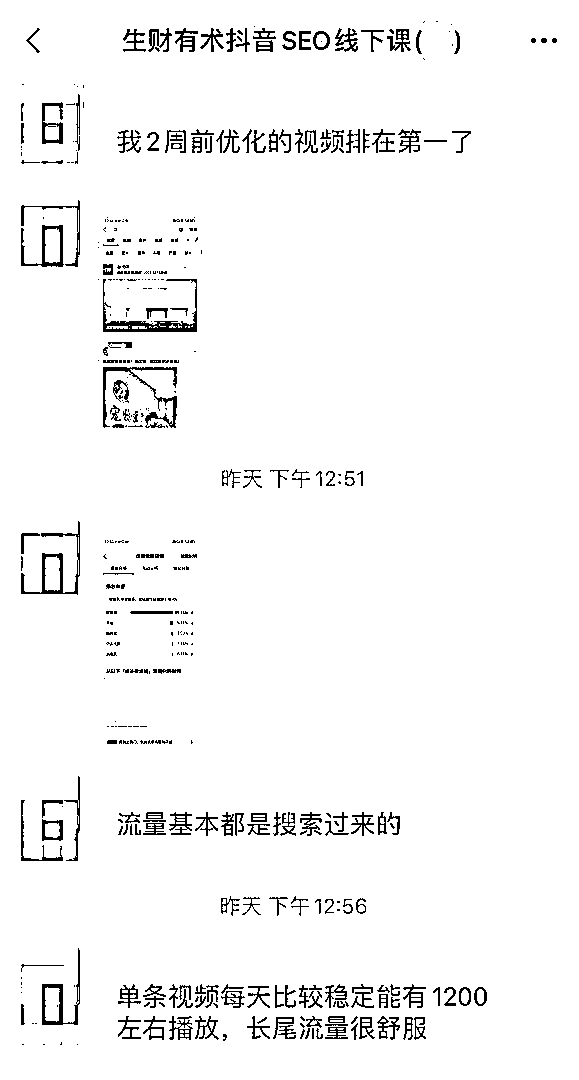 生财有术抖音SEO线下课( )
我2周前优化的视频排在第一了
昨天 下午12:51
流量基本都是搜索过来的
昨天 下午12:56
单条视频每天比较稳定能有1200
左右播放，长尾流量很舒服